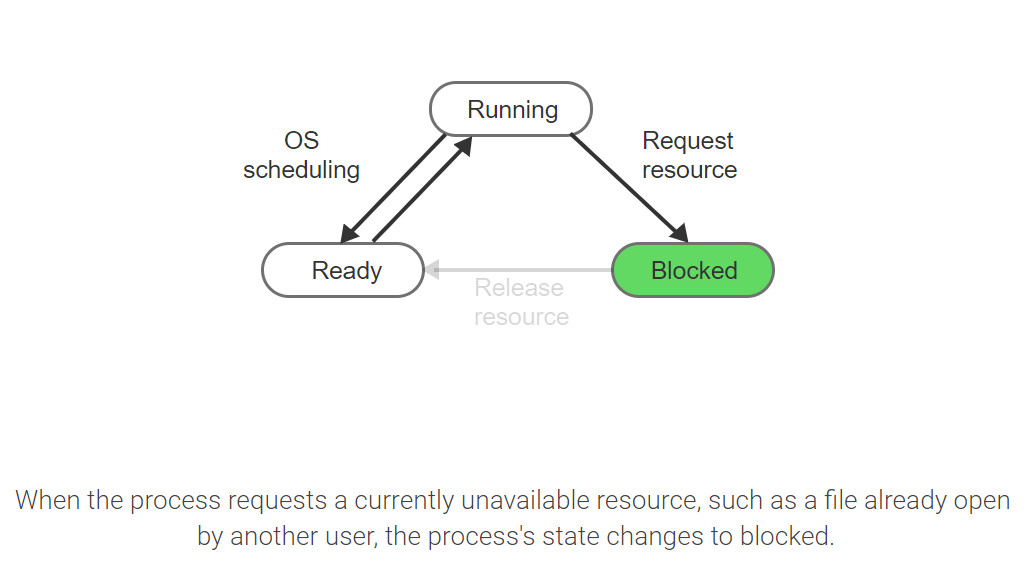 Running
OS
scheduling
Request
resource
Ready
Blocked
Release
resource
When the process requests a currently unavailable resource, such as a file already open
by another user, the process's state changes to blocked.